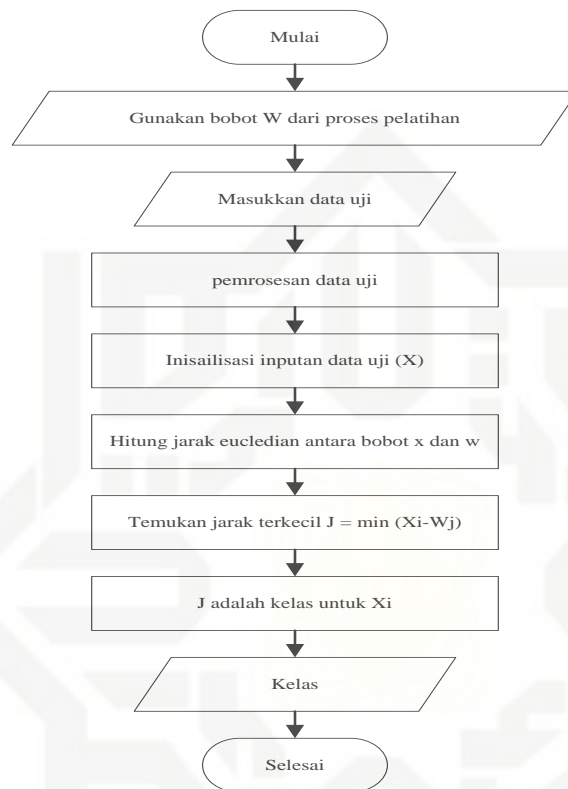 Mulai
Gunakan bobot W dari proses pelatihan
Masukkan data uji
pemrosesan data uji
Inisailisasi inputan data uji (X)
Hitung jarak eucledian antara bobot x dan w
Temukan jarak terkecil J = min (Xi-Wj)
J adalah kelas untuk Xi
Kelas
Selesai